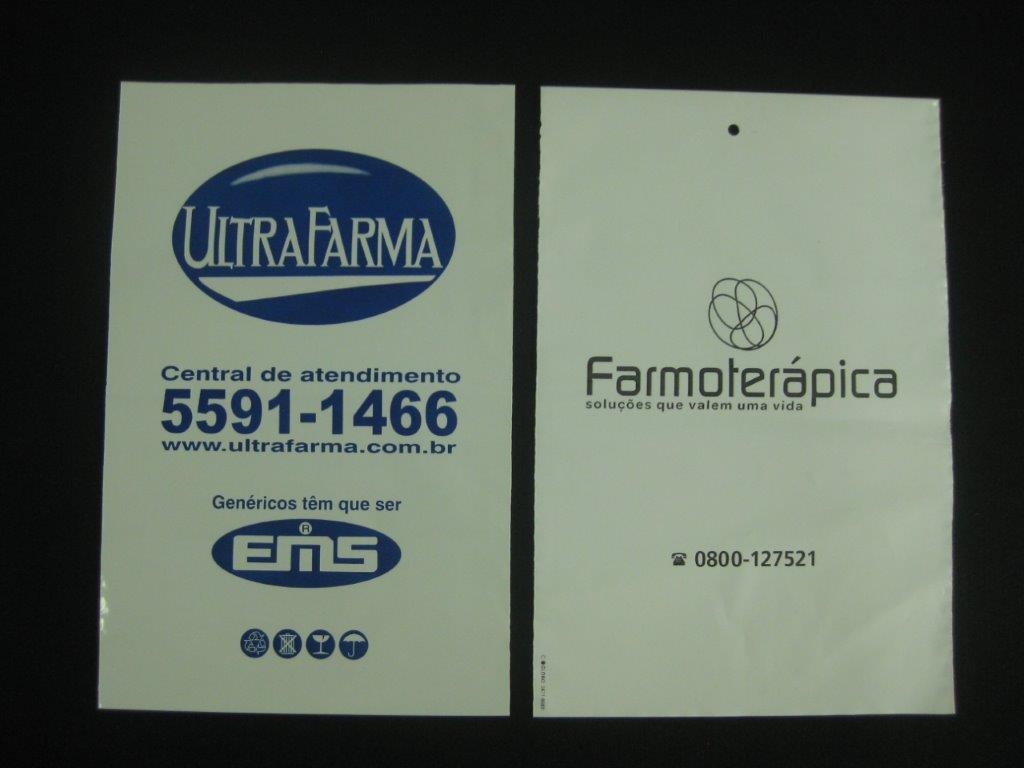 ULTRAFARMA
Central de atendimento
5591-1466
www.ultrafarma.com.br
Genéricos têm que ser
®
EMS
Farmoterápica
soluções que valem uma vida
☎ 0800-127521